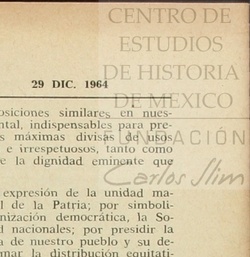 CENTRO DE
ESTUDIOS
DE HISTORIA
DE MEXICO
FUNDACIÓN
Carlos Slim
29 DIC. 1964
osiciones similares en nues-
ntal, indispensables para pre-
s máximas divisas de usos
e irrespetuosos, tanto como
e la dignidad eminente que
expresión de la unidad ma-
l de la Patria; por simboli-
nización democrática, la So-
d nacionales; por presidir la
a de nuestro pueblo y su de-
mar la distribución equitati-